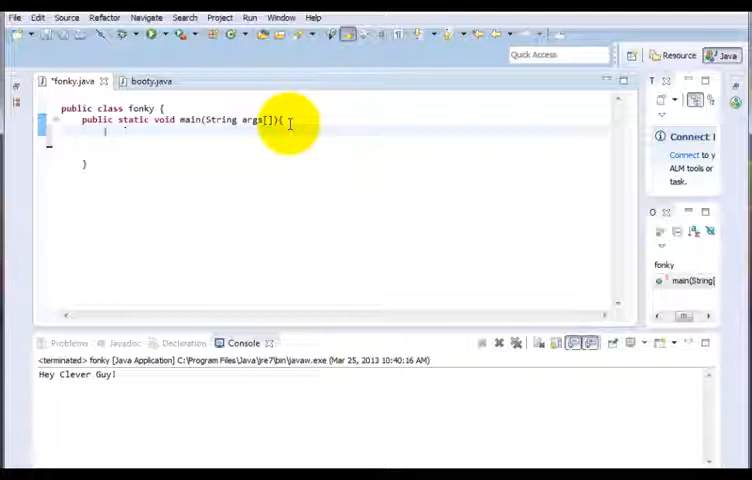 File Edit Source Refactor Navigate Search Project Run Window Help
Quick Access
Resource
Java
*fonky.java
booty.java
T
public class fonky {
public static void main(String args[]){
}
Connect
Connect to y
ALM tools or
task.
O
fonky
main(String[
Problems
Javadoc
Declaration
Console
<terminated> fonky [Java Application] C:\Program Files\Java\jre7\bin\javaw.exe (Mar 25, 2013 10:40:16 AM)
Hey Clever Guy!